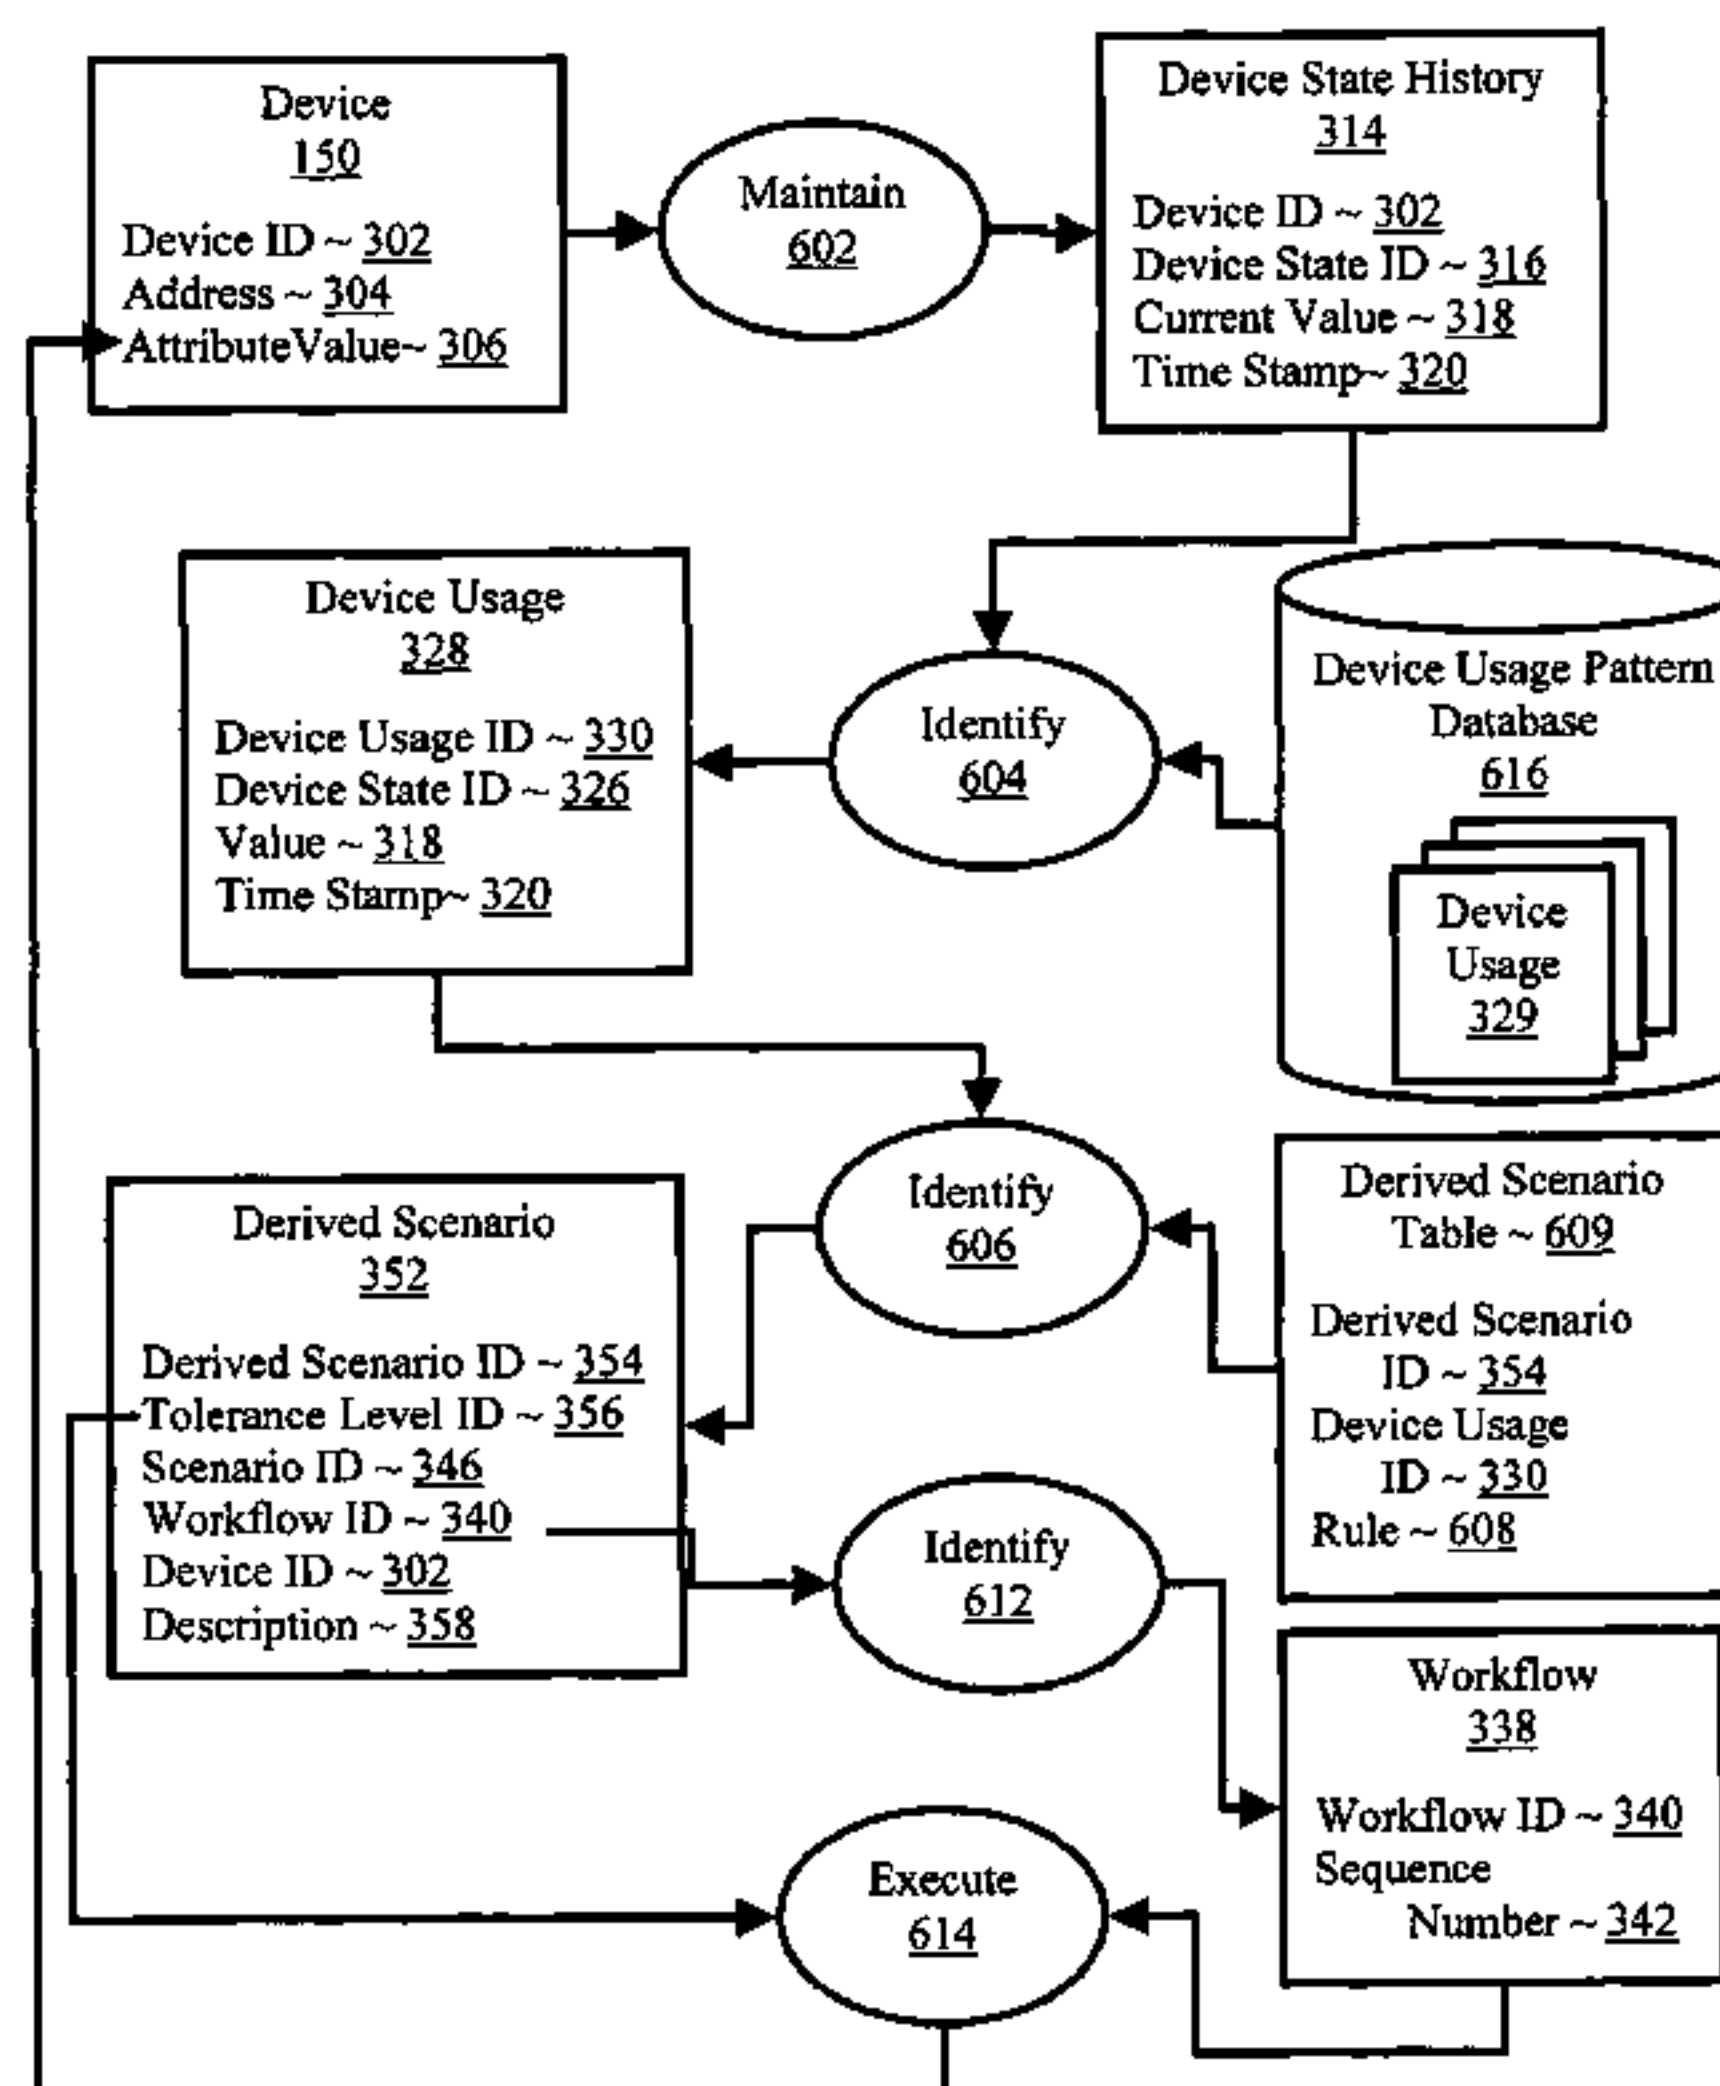 Device
150
Device ID ~ 302
Address ~ 304
AttributeValue~ 306
Maintain
602
Device State History
314
Device ID ~ 302
Device State ID ~ 316
Current Value ~ 318
Time Stamp~ 320
Device Usage
328
Device Usage ID ~ 330
Device State ID ~ 326
Value ~ 318
Time Stamp~ 320
Identify
604
Device Usage Pattern
Database
616
Device
Usage
329
Identify
606
Derived Scenario
352
Derived Scenario ID ~ 354
Tolerance Level ID ~ 356
Scenario ID ~ 346
Workflow ID ~ 340
Device ID ~ 302
Description ~ 358
Derived Scenario
Table ~ 609
Derived Scenario
ID ~ 354
Device Usage
ID ~ 330
Rule ~ 608
Identify
612
Workflow
338
Workflow ID ~ 340
Sequence
Number ~ 342
Execute
614